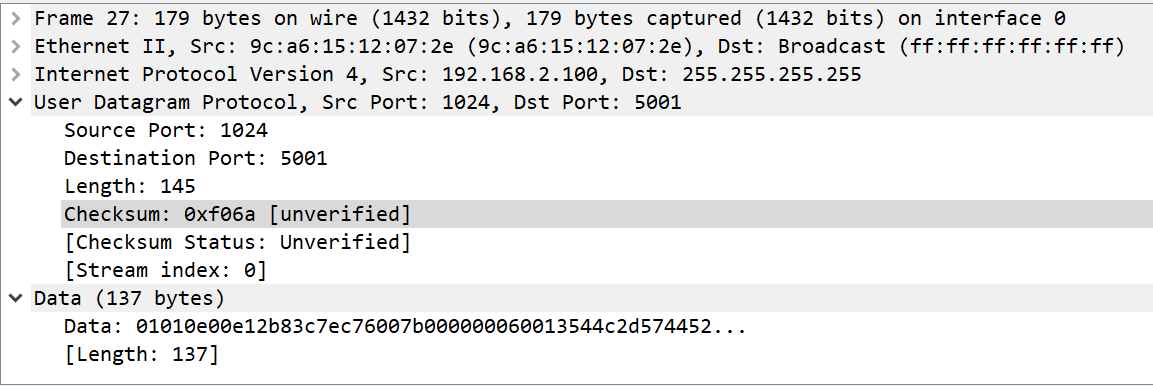 Frame 27: 179 bytes on wire (1432 bits), 179 bytes captured (1432 bits) on interface 0
Ethernet II, Src: 9c:a6:15:12:07:2e (9c:a6:15:12:07:2e), Dst: Broadcast (ff:ff:ff:ff:ff:ff)
Internet Protocol Version 4, Src: 192.168.2.100, Dst: 255.255.255.255
User Datagram Protocol, Src Port: 1024, Dst Port: 5001
Source Port: 1024
Destination Port: 5001
Length: 145
Checksum: 0xf06a [unverified]
[Checksum Status: Unverified]
[Stream index: 0]
Data (137 bytes)
Data: 01010e00e12b83c7ec76007b000000060013544c2d574452...
[Length: 137]